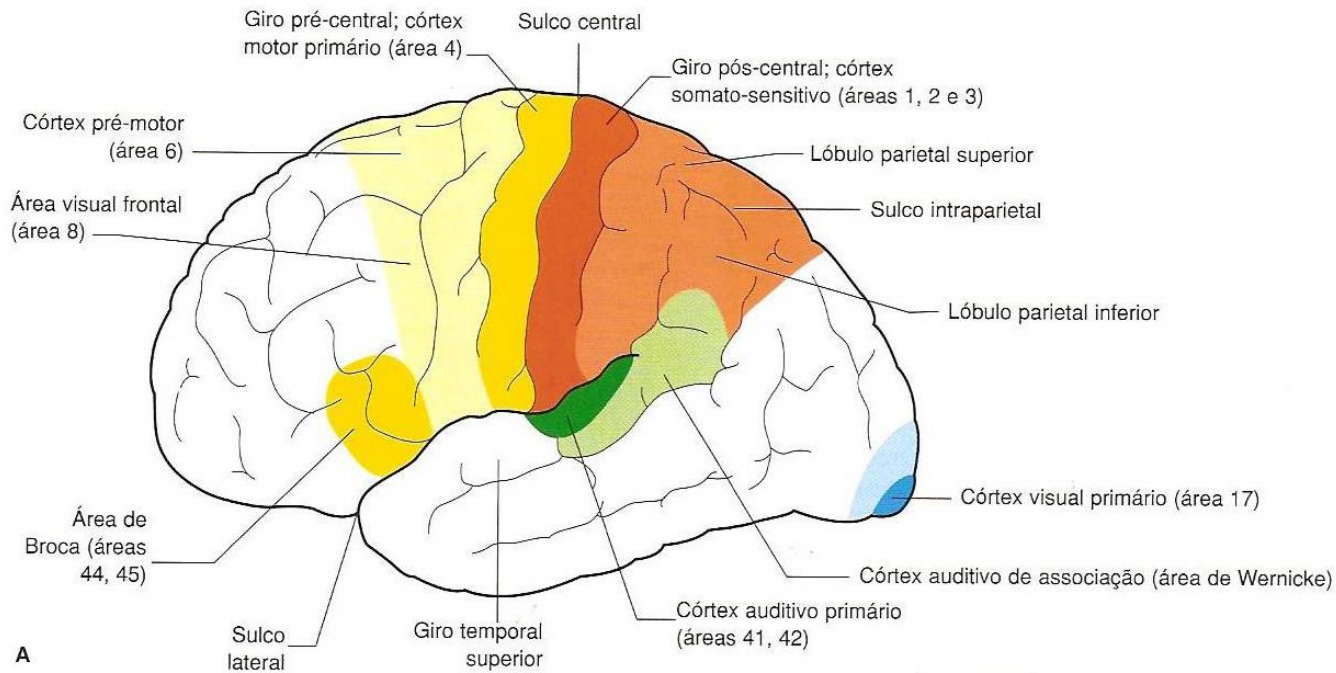 Giro pré-central; córtex
motor primário (área 4)
Sulco central
Giro pós-central; córtex
somato-sensitivo (áreas 1, 2 e 3)
Córtex pré-motor
(área 6)
Lóbulo parietal superior
Área visual frontal
(área 8)
Sulco intraparietal
Lóbulo parietal inferior
Córtex visual primário (área 17)
Área de
Broca (áreas
44, 45)
Córtex auditivo de associação (área de Wernicke)
Córtex auditivo primário
(áreas 41, 42)
Giro temporal
superior
Sulco
lateral
A